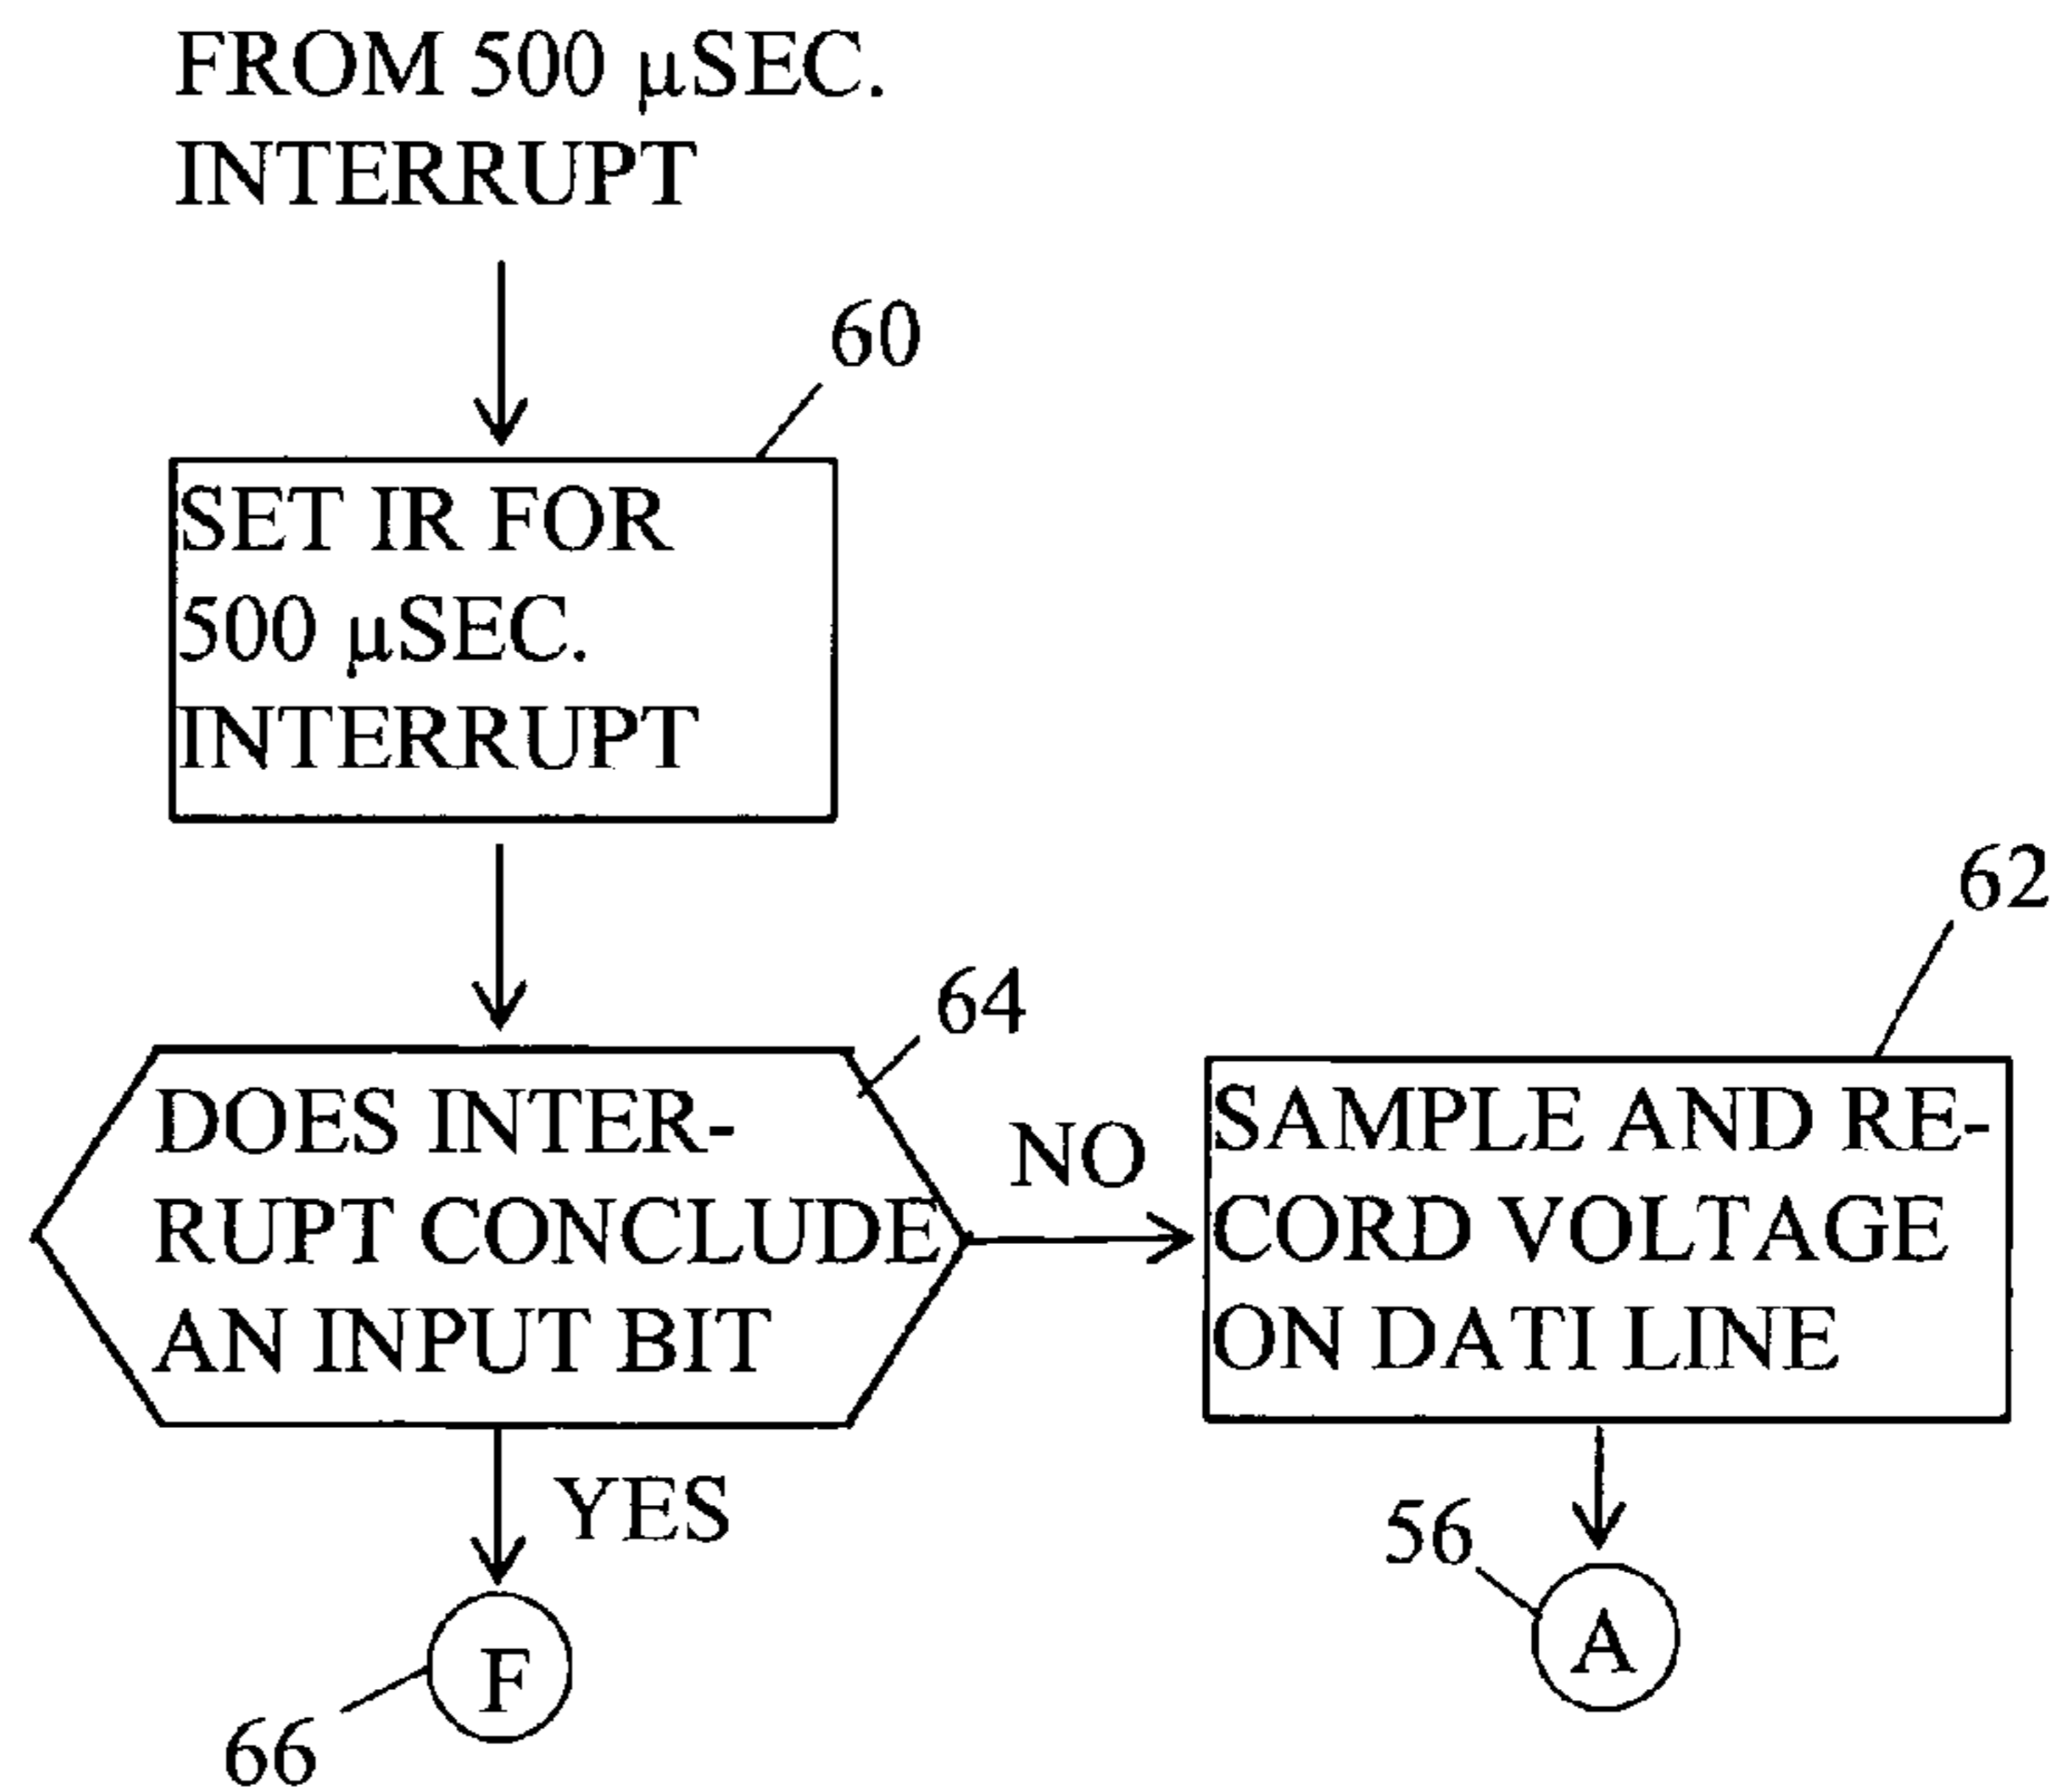 FROM 500 µSEC.
INTERRUPT
60
SET IR FOR
500 µSEC.
INTERRUPT
62
64
DOES INTER-
RUPT CONCLUDE
AN INPUT BIT
NO
SAMPLE AND RE-
CORD VOLTAGE
ON DATI LINE
YES
56
A
F
66